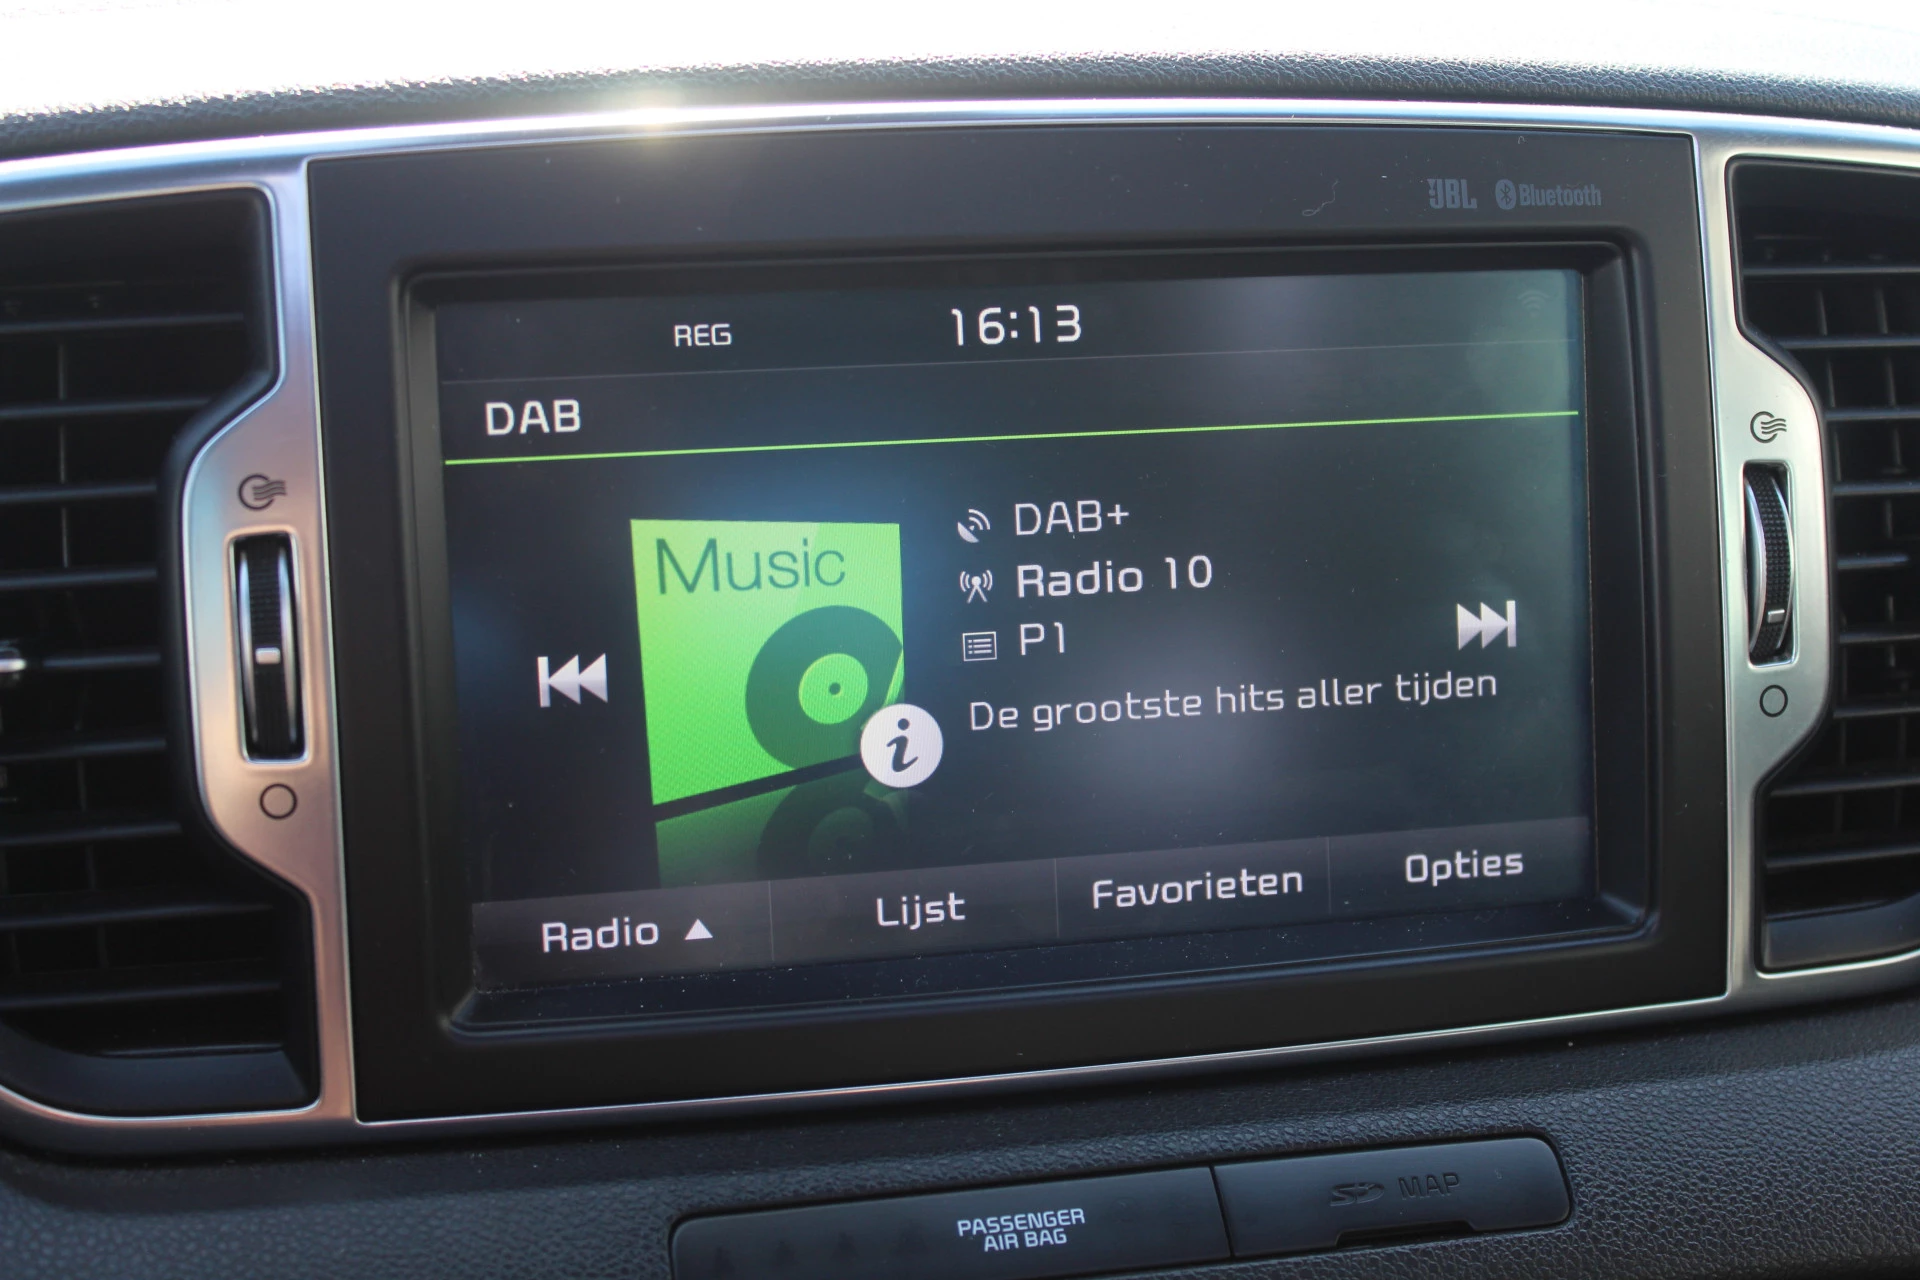 JBL Bluetooth
REG 16:13
DAB
Music
DAB+
Radio 10
P1
De grootste hits aller tijden
Radio ▲ Lijst Favorieten Opties
PASSENGER
AIR BAG
SD MAP